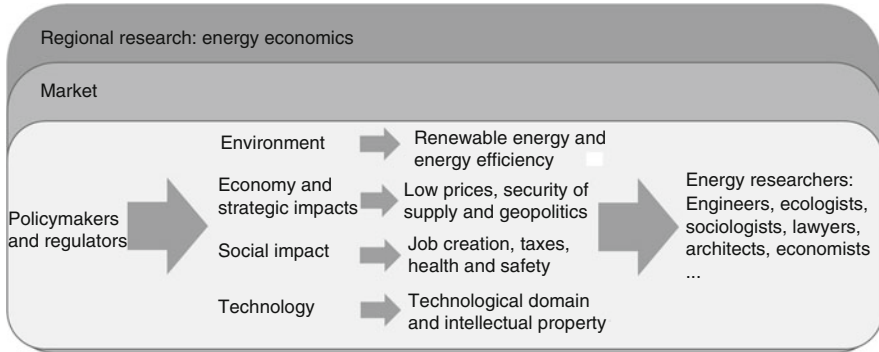 Regional research: energy economics
Market
Policymakers
and regulators
Environment
Renewable energy and
energy efficiency
Economy and
strategic impacts
Low prices, security of
supply and geopolitics
Social impact
Job creation, taxes,
health and safety
Technology
Technological domain
and intellectual property
Energy researchers:
Engineers, ecologists,
sociologists, lawyers,
architects, economists
...